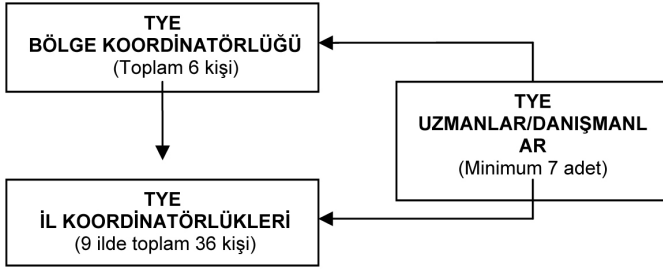 TYE
BÖLGE KOORDİNATÖRLÜĞÜ
(Toplam 6 kişi)
TYE
UZMANLAR/DANIŞMANL
AR
(Minimum 7 adet)
TYE
İL KOORDİNATÖRLÜKLERİ
(9 ilde toplam 36 kişi)